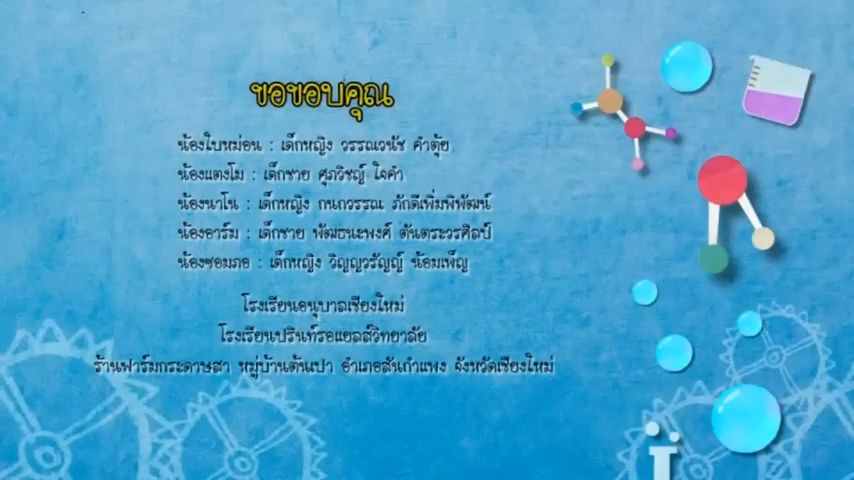 ขอขอบคุณ
น้องใบหม่อน : เด็กหญิง วรรณวนัช คำตุ้ย
น้องแตงโม : เด็กชาย ศุภวิชญ์ ใจคำ
น้องนาโน : เด็กหญิง กนกวรรณ ภักดีเพิ่มพิพัฒน์
น้องอาร์ม : เด็กชาย พัฒธนะพงศ์ ตันตระวรศิลป์
น้องซอมภอ : เด็กหญิง วิญญวรัญญ์ น้อมเพ็ญ
โรงเรียนอนุบาลเชียงใหม่
โรงเรียนปรินท์รอแยลส์วิทยาลัย
ร้านฟาร์มกระดาษสา หมู่บ้านต้นเปา อำเภอสันกำแพง จังหวัดเชียงใหม่